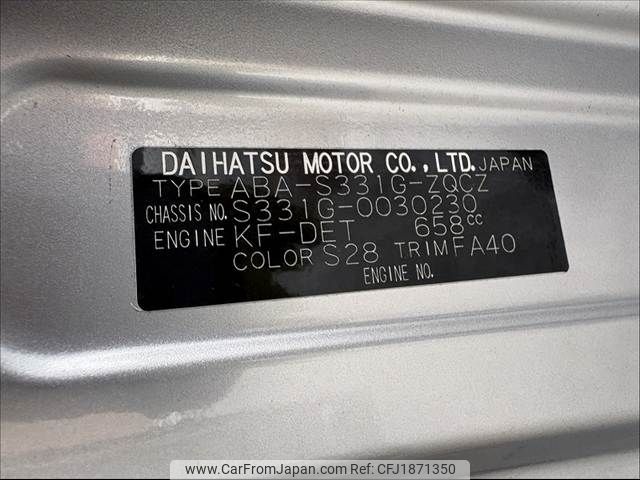 DAIHATSU MOTOR CO.,LTD. JAPAN
TYPE ABA-S331G-ZQCZ
CHASSIS NO. S331G-0030230
ENGINE KF-DET 658cc
COLOR S28 TRIM FA40
ENGINE NO.
www.CarFromJapan.com CFJ1871350